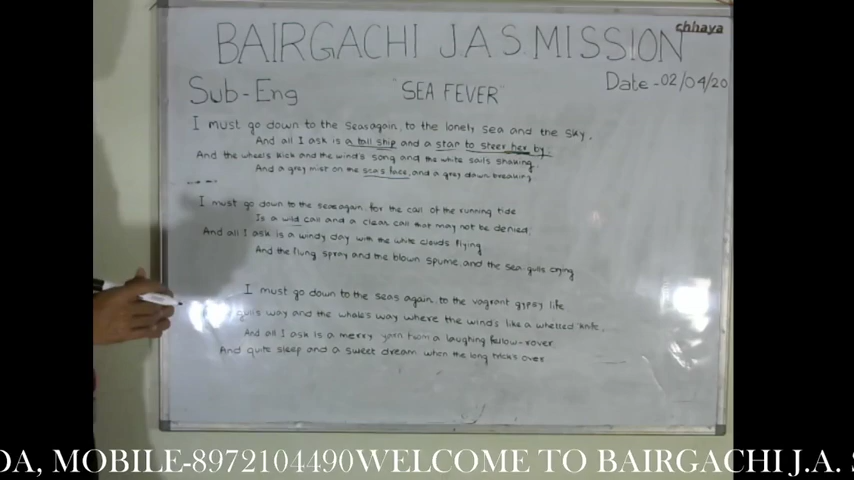 chhaya
BAIRGACHI J.A S. MISSION
Sub-Eng "SEA FEVER" Date-02/04/20
I must go down to the seas again, to the lonely sea and the sky,
And all I ask is a tall ship and a star to steer her by;
And the wheel's kick and the wind's song and the white sail's shaking,
And a grey mist on the sea's face, and a grey dawn breaking,
I must go down to the seas again for the call of the running tide
Is a wild call and a clear call that may not be denied;
And all I ask is a windy day with the white clouds flying
And the flung spray and the blown spume, and the sea-gulls crying
I must go down to the seas again, to the vagrant gypsy life
gull's way and the whale's way where the wind's like a whetted knife,
And all I ask is a merry yarn from a laughing fellow-rover
And quite sleep and a sweet dream when the long trick's over
DA, MOBILE-8972104490WELCOME TO BAIRGACHI J.A. S